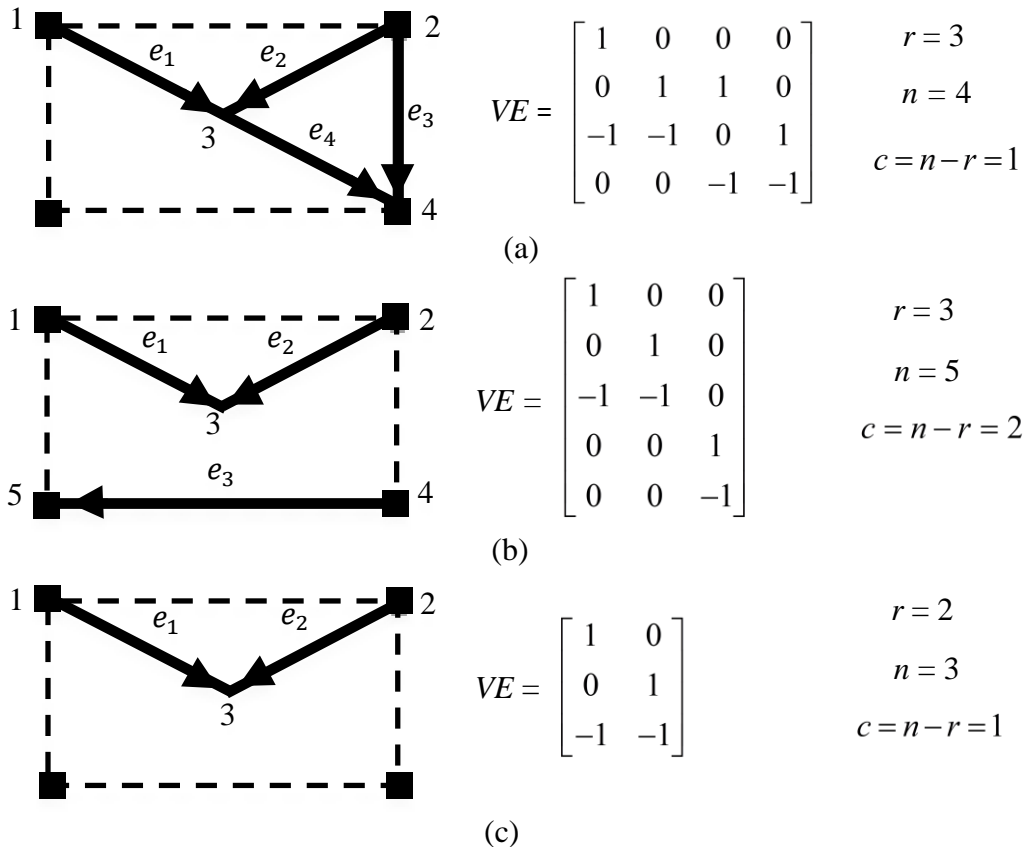 1 2
e₁ e₂
e₃
3 e₄
4
VE =
1 0 0 0
0 1 1 0
−1 −1 0 1
0 0 −1 −1
r = 3
n = 4
c = n − r = 1
(a)
1 2
e₁ e₂
3
e₃
5 4
VE =
1 0 0
0 1 0
−1 −1 0
0 0 1
0 0 −1
r = 3
n = 5
c = n − r = 2
(b)
1 2
e₁ e₂
3
VE =
1 0
0 1
−1 −1
r = 2
n = 3
c = n − r = 1
(c)